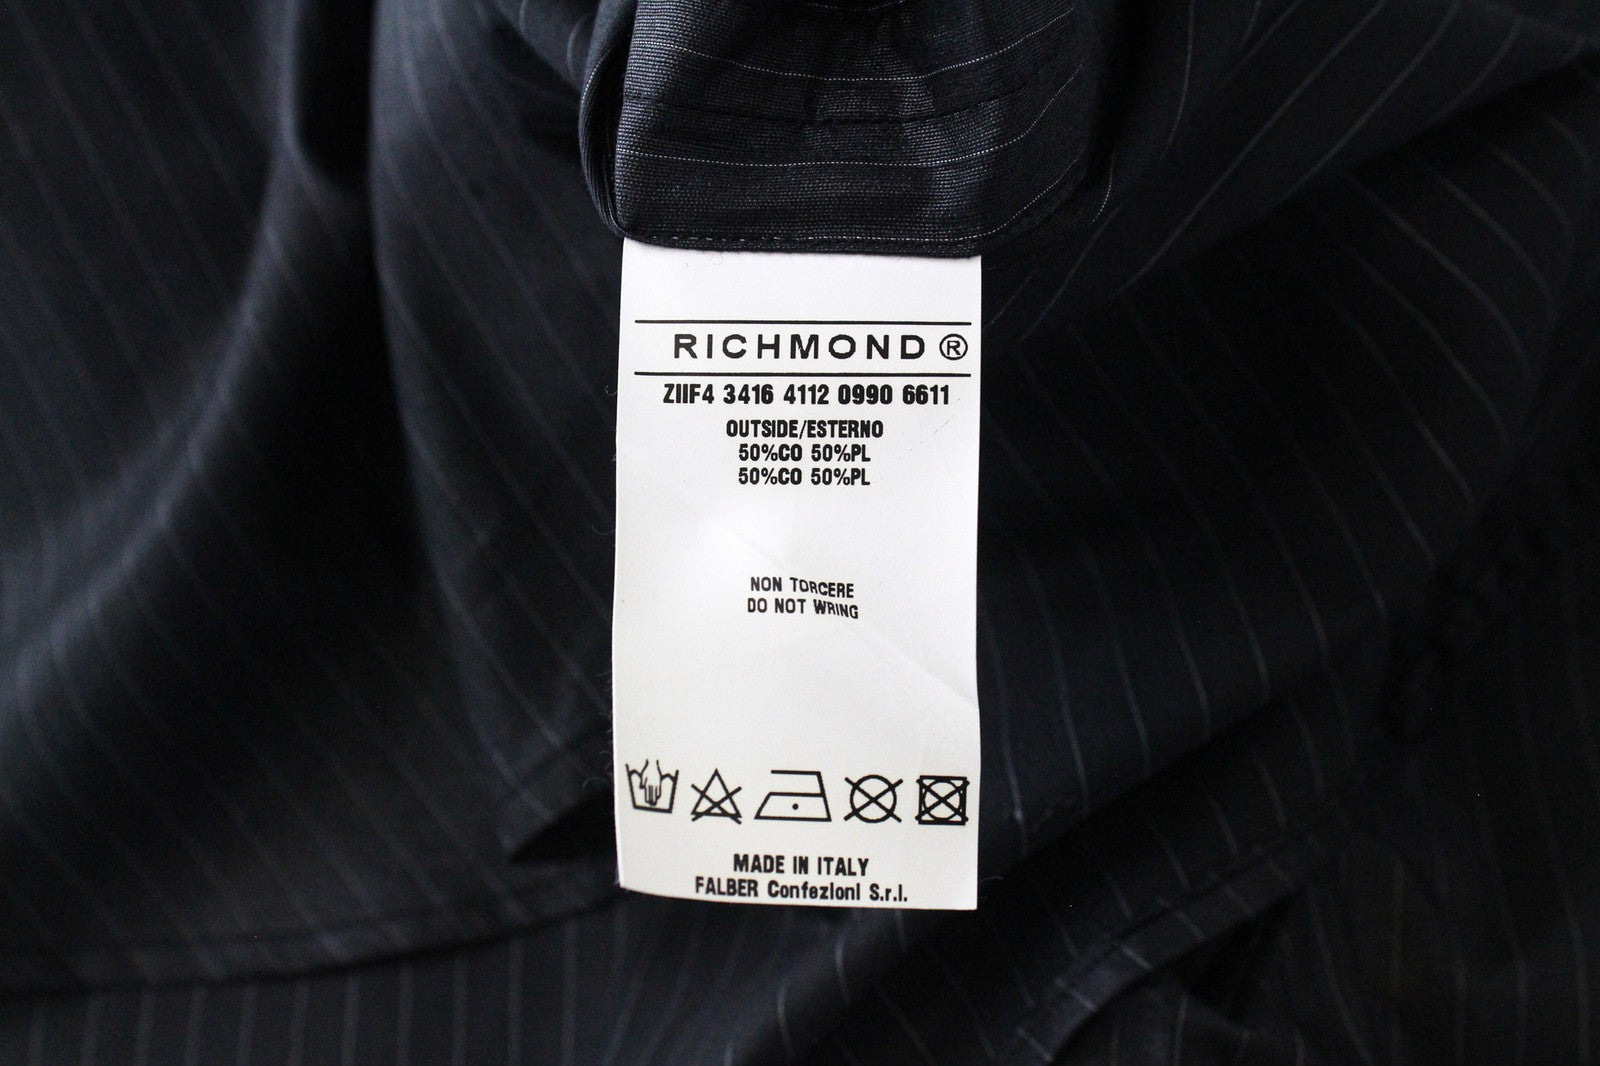 RICHMOND ®
ZIIF4 3416 4112 0990 6611
OUTSIDE/ESTERNO
50%CO 50%PL
50%CO 50%PL
NON TORCERE
DO NOT WRING
MADE IN ITALY
FALBER Confezioni S.r.l.